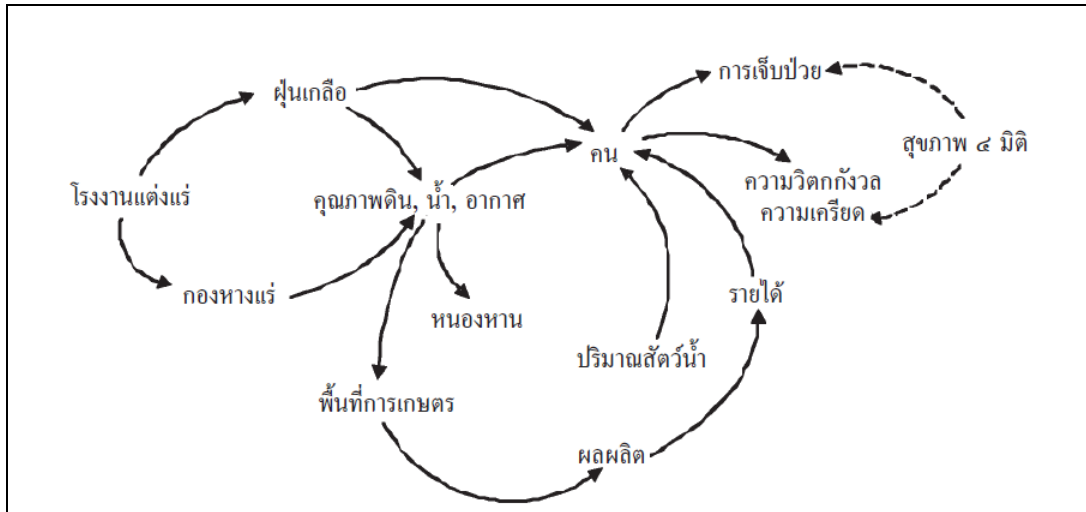 การเจ็บป่วย
ฝุ่นเกลือ
สุขภาพ ๔ มิติ
คน
ความวิตกกังวล
ความเครียด
โรงงานแต่งแร่
คุณภาพดิน, น้ำ, อากาศ
กองหางแร่
รายได้
หนองหาน
ปริมาณสัตว์น้ำ
พื้นที่การเกษตร
ผลผลิต